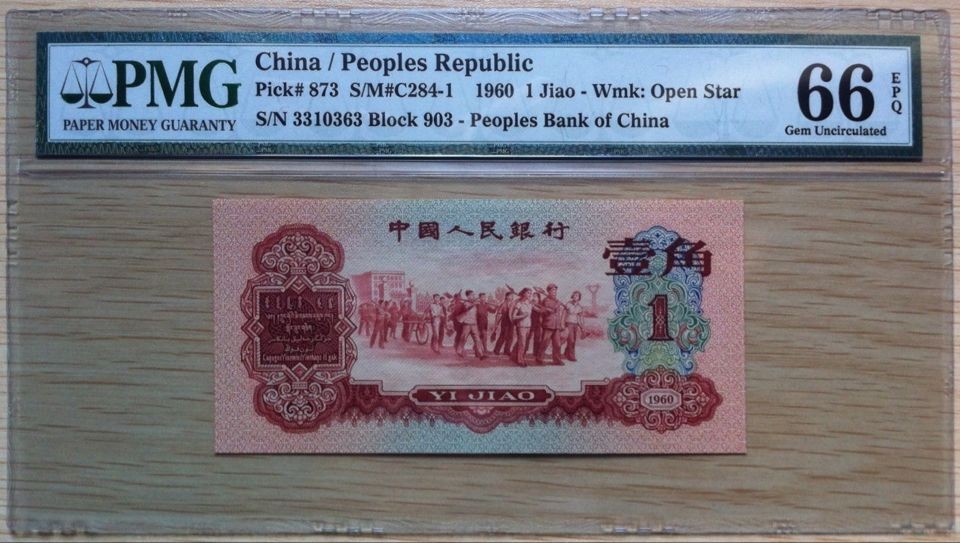 PMG
PAPER MONEY GUARANTY
China / Peoples Republic
Pick# 873 S/M#C284-1 1960 1 Jiao - Wmk: Open Star
S/N 3310363 Block 903 - Peoples Bank of China
66
EPQ
Gem Uncirculated
中國人民銀行
壹角
1
YI JIAO
1960